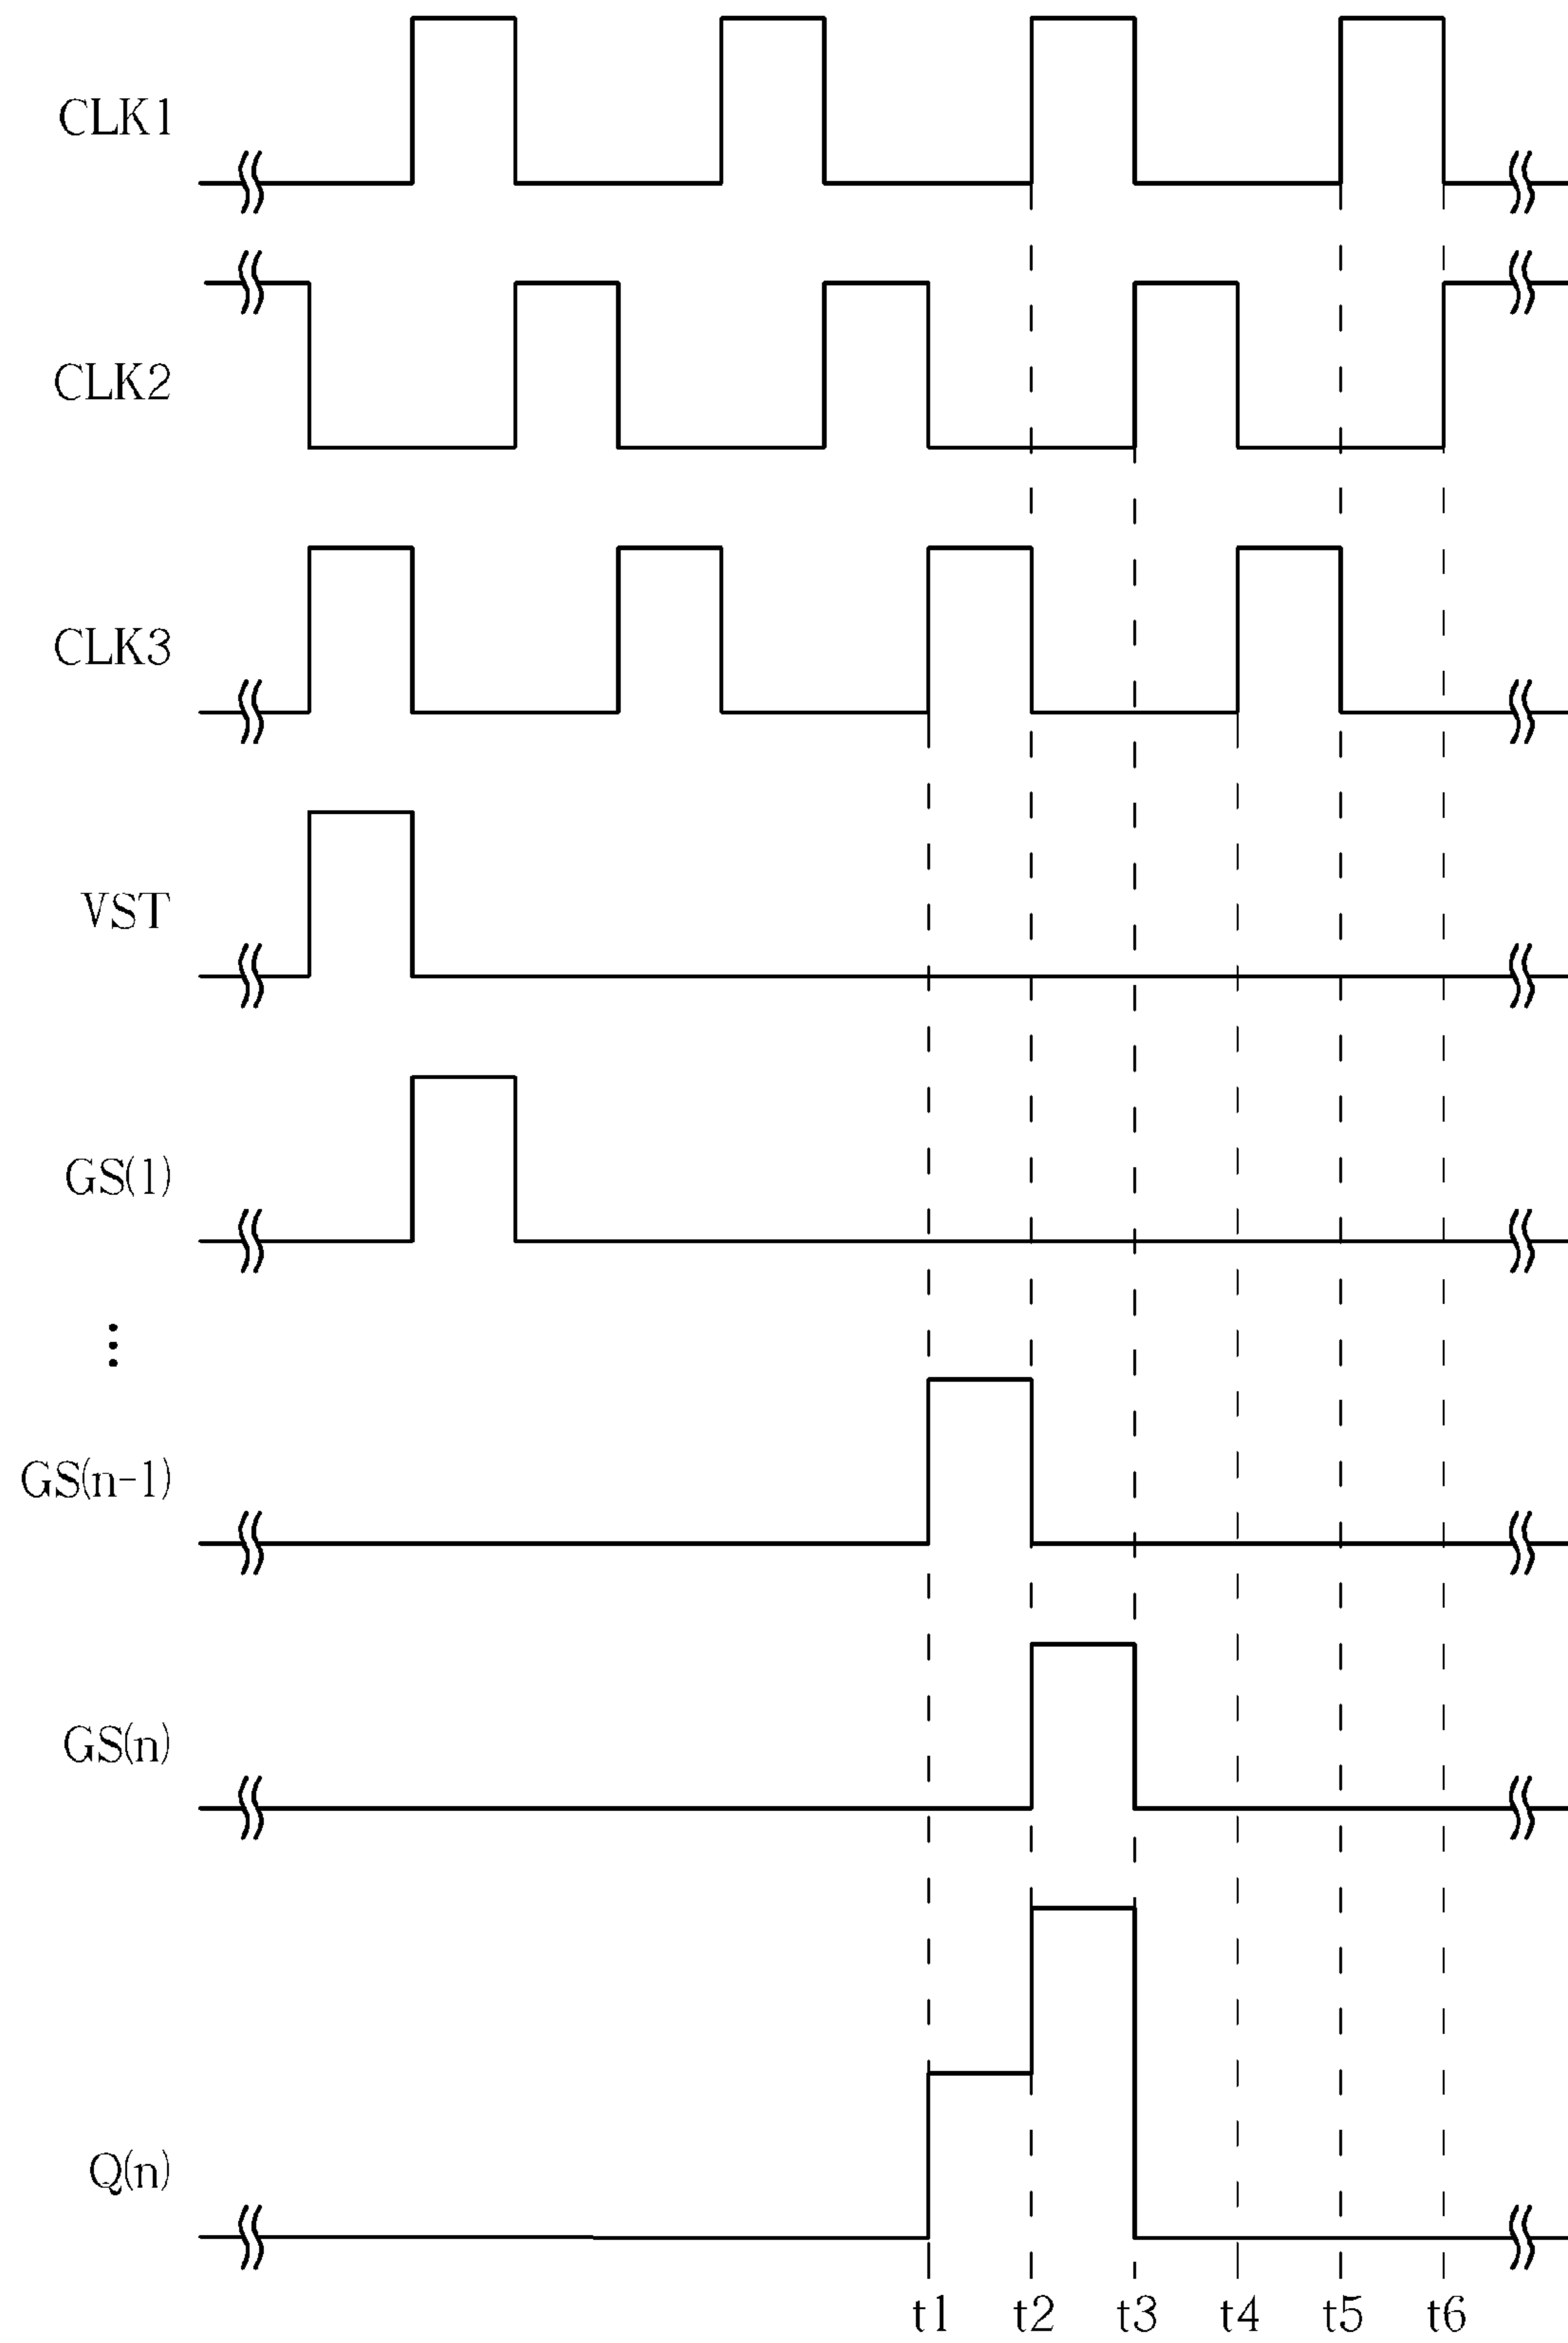 CLK1
CLK2
CLK3
VST
GS(1)
⋮
GS(n-1)
GS(n)
Q(n)
t1 t2 t3 t4 t5 t6